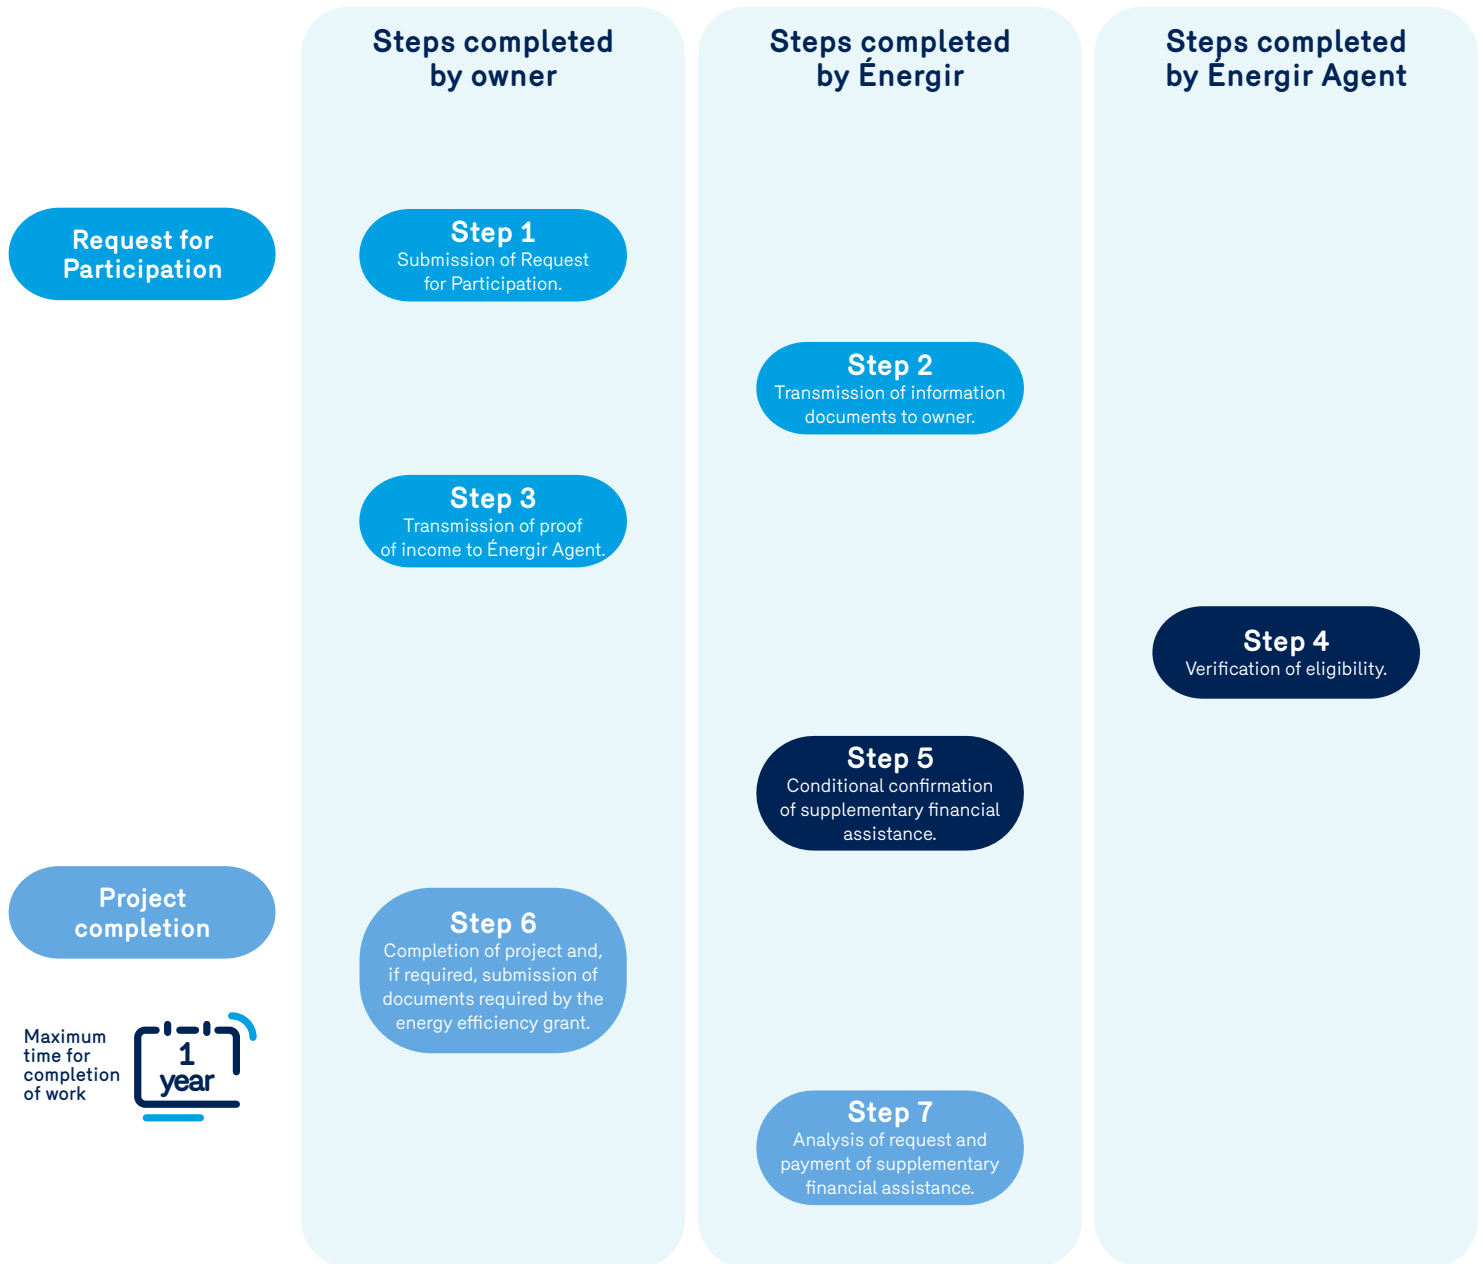 Steps completed
by owner
Steps completed
by Énergir
Steps completed
by Énergir Agent
Request for
Participation
Step 1
Submission of Request
for Participation.
Step 2
Transmission of information
documents to owner.
Step 3
Transmission of proof
of income to Énergir Agent.
Step 4
Verification of eligibility.
Step 5
Conditional confirmation
of supplementary financial
assistance.
Project
completion
Step 6
Completion of project and,
if required, submission of
documents required by the
energy efficiency grant.
Maximum
time for
completion
of work
1
year
Step 7
Analysis of request and
payment of supplementary
financial assistance.